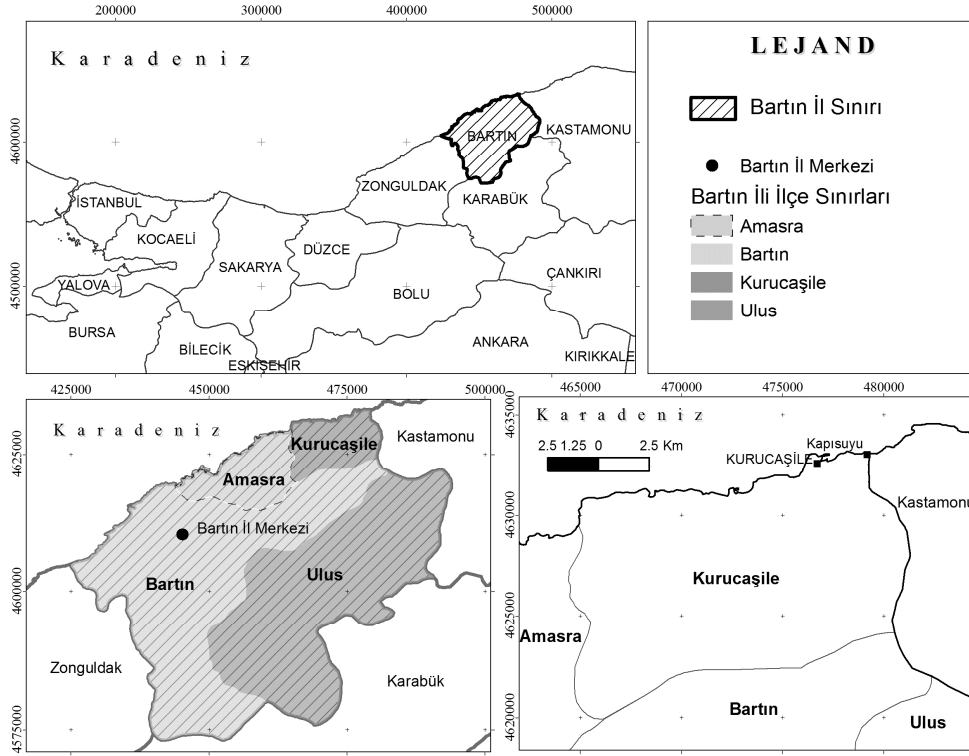 200000 300000 400000 500000
K a r a d e n i z
4600000
4500000
BARTIN
KASTAMONU
ZONGULDAK
KARABÜK
İSTANBUL
KOCAELİ
SAKARYA
DÜZCE
YALOVA
BOLU
ÇANKIRI
BURSA
BİLECİK
ESKİŞEHİR
ANKARA
KIRIKKALE
LEJAND
Bartın İl Sınırı
Bartın İl Merkezi
Bartın İli İlçe Sınırları
Amasra
Bartın
Kurucaşile
Ulus
425000 450000 475000 500000
K a r a d e n i z
4625000
4600000
4575000
Kurucaşile
Kastamonu
Amasra
Bartın İl Merkezi
Bartın
Ulus
Zonguldak
Karabük
465000 470000 475000 480000
K a r a d e n i z
2.5 1.25 0 2.5 Km
4635000
4630000
4625000
4620000
Kapısuyu
KURUCAŞİLE
Kastamonu
Kurucaşile
Amasra
Bartın
Ulus